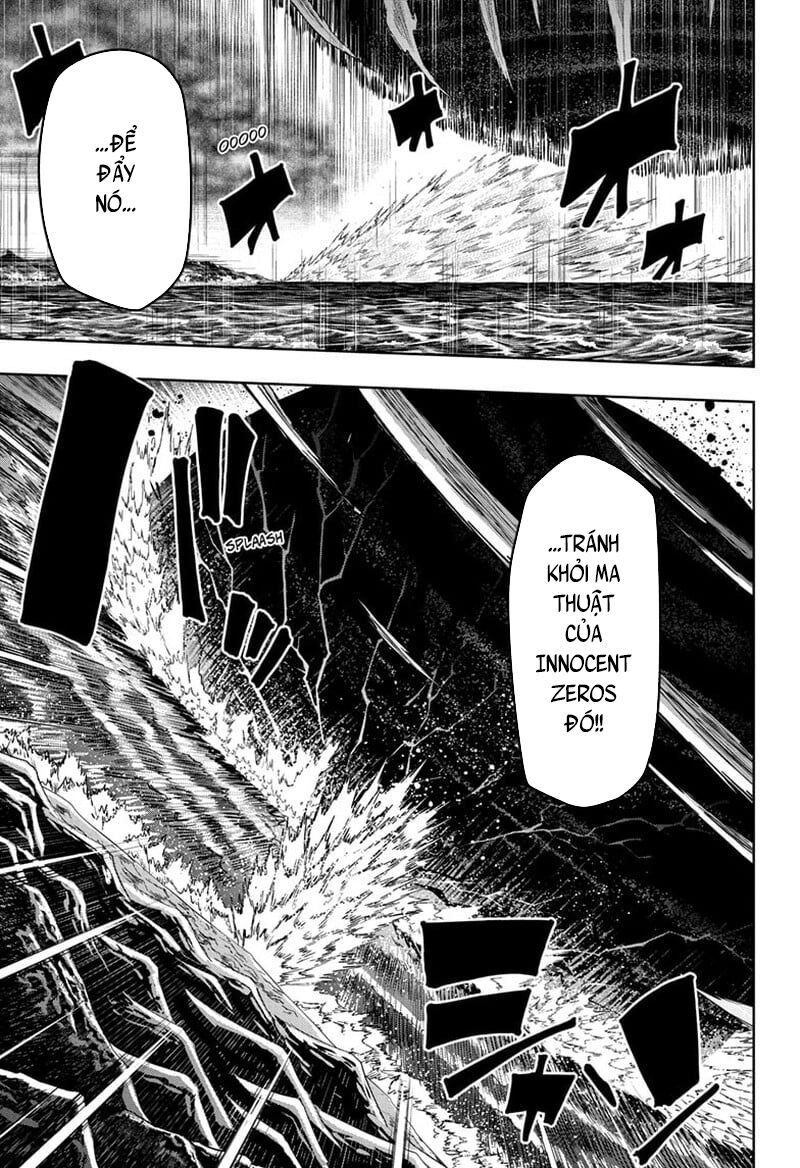 ...ĐỂ
ĐẨY
NÓ...
OOOOO
...TRÁNH
KHỎI MA
THUẬT
CỦA
INNOCENT
ZEROS
ĐÓ!!
SPLAASH